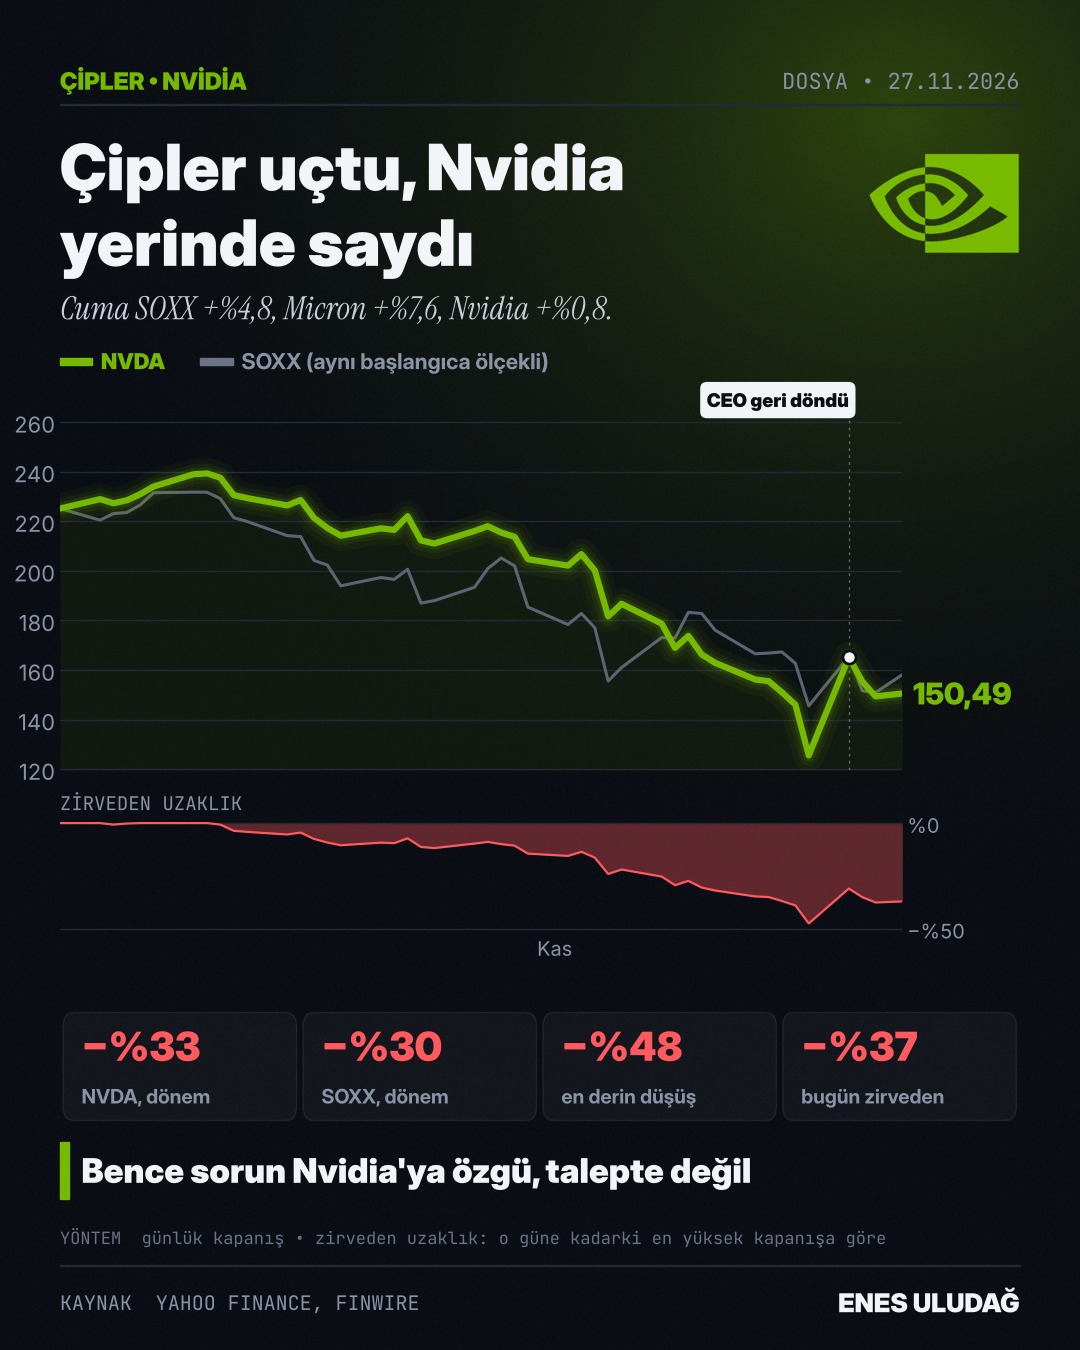 ÇİPLER • NVİDİA
DOSYA • 27.11.2026
Çipler uçtu, Nvidia
yerinde saydı
Cuma SOXX +%4,8, Micron +%7,6, Nvidia +%0,8.
NVDA
SOXX (aynı başlangıca ölçekli)
CEO geri döndü
260
240
220
200
180
160
140
120
150,49
ZİRVEDEN UZAKLIK
%0
−%50
Kas
−%33
NVDA, dönem
−%30
SOXX, dönem
−%48
en derin düşüş
−%37
bugün zirveden
Bence sorun Nvidia'ya özgü, talepte değil
YÖNTEM günlük kapanış • zirveden uzaklık: o güne kadarki en yüksek kapanışa göre
KAYNAK YAHOO FINANCE, FINWIRE
ENES ULUDAĞ